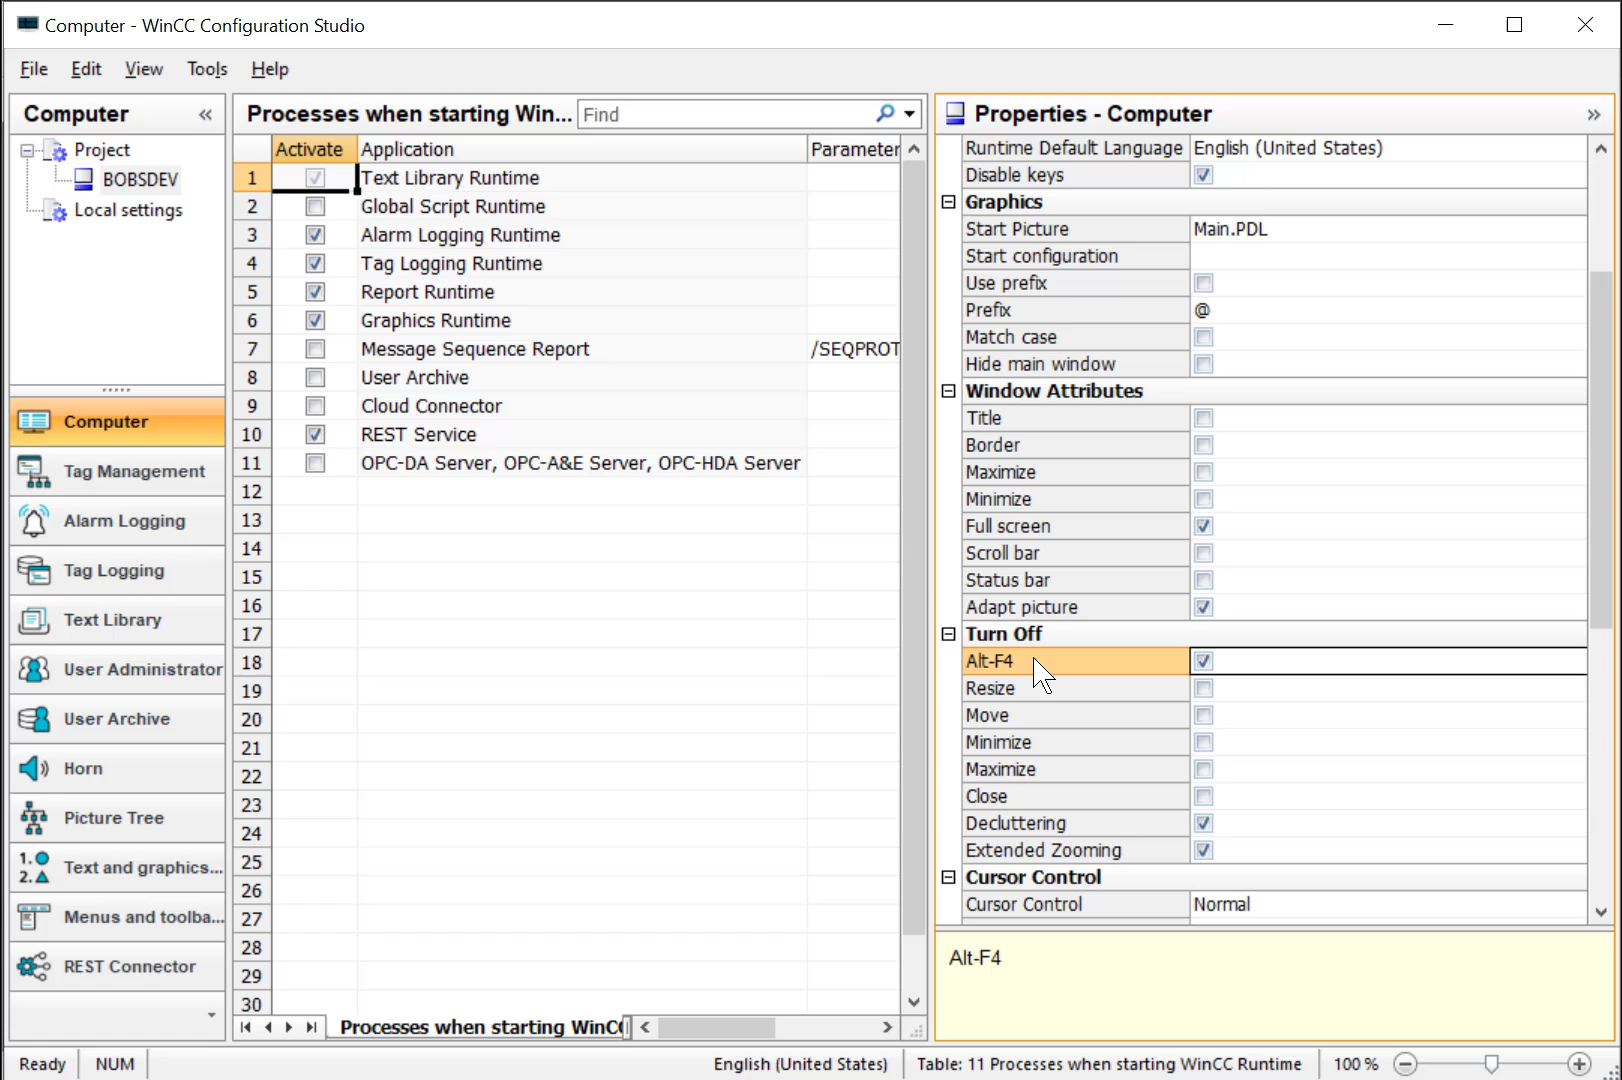 Computer - WinCC Configuration Studio
File Edit View Tools Help
Computer «
Project
BOBSDEV
Local settings
Computer
Tag Management
Alarm Logging
Tag Logging
Text Library
User Administrator
User Archive
Horn
Picture Tree
1. 2. Text and graphics...
Menus and toolba...
REST Connector
Processes when starting Win... Find
Activate Application Parameter
1 Text Library Runtime
2 Global Script Runtime
3 Alarm Logging Runtime
4 Tag Logging Runtime
5 Report Runtime
6 Graphics Runtime
7 Message Sequence Report /SEQPROT
8 User Archive
9 Cloud Connector
10 REST Service
11 OPC-DA Server, OPC-A&E Server, OPC-HDA Server
12
13
14
15
16
17
18
19
20
21
22
23
24
25
26
27
28
29
30
Processes when starting WinC
Properties - Computer »
Runtime Default Language English (United States)
Disable keys
Graphics
Start Picture Main.PDL
Start configuration
Use prefix
Prefix @
Match case
Hide main window
Window Attributes
Title
Border
Maximize
Minimize
Full screen
Scroll bar
Status bar
Adapt picture
Turn Off
Alt-F4
Resize
Move
Minimize
Maximize
Close
Decluttering
Extended Zooming
Cursor Control
Cursor Control Normal
Alt-F4
Ready NUM English (United States) Table: 11 Processes when starting WinCC Runtime 100 %